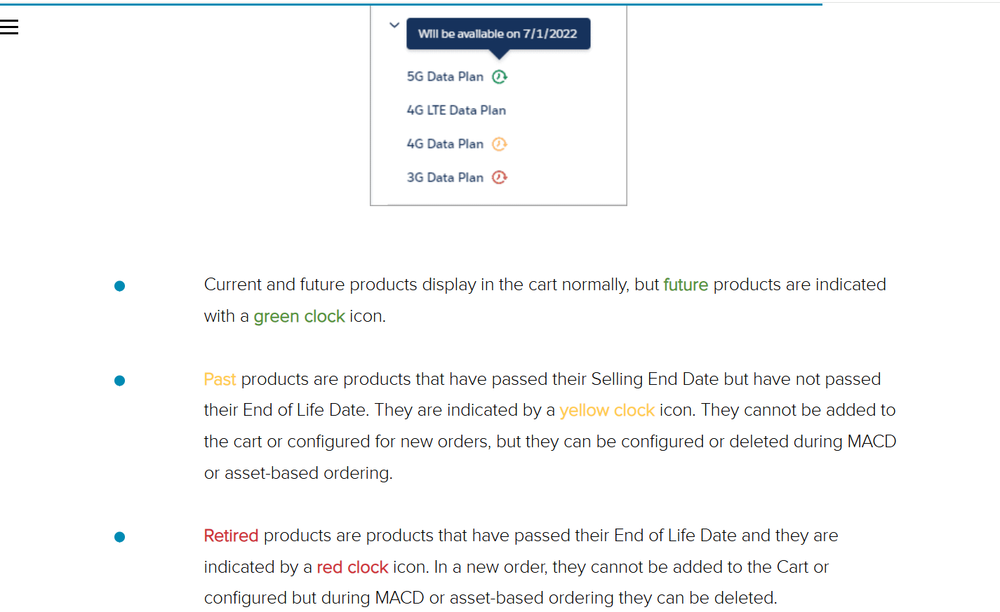 Will be available on 7/1/2022
5G Data Plan
4G LTE Data Plan
4G Data Plan
3G Data Plan
Current and future products display in the cart normally, but future products are indicated
with a green clock icon.
Past products are products that have passed their Selling End Date but have not passed
their End of Life Date. They are indicated by a yellow clock icon. They cannot be added to
the cart or configured for new orders, but they can be configured or deleted during MACD
or asset-based ordering.
Retired products are products that have passed their End of Life Date and they are
indicated by a red clock icon. In a new order, they cannot be added to the Cart or
configured but during MACD or asset-based ordering they can be deleted.